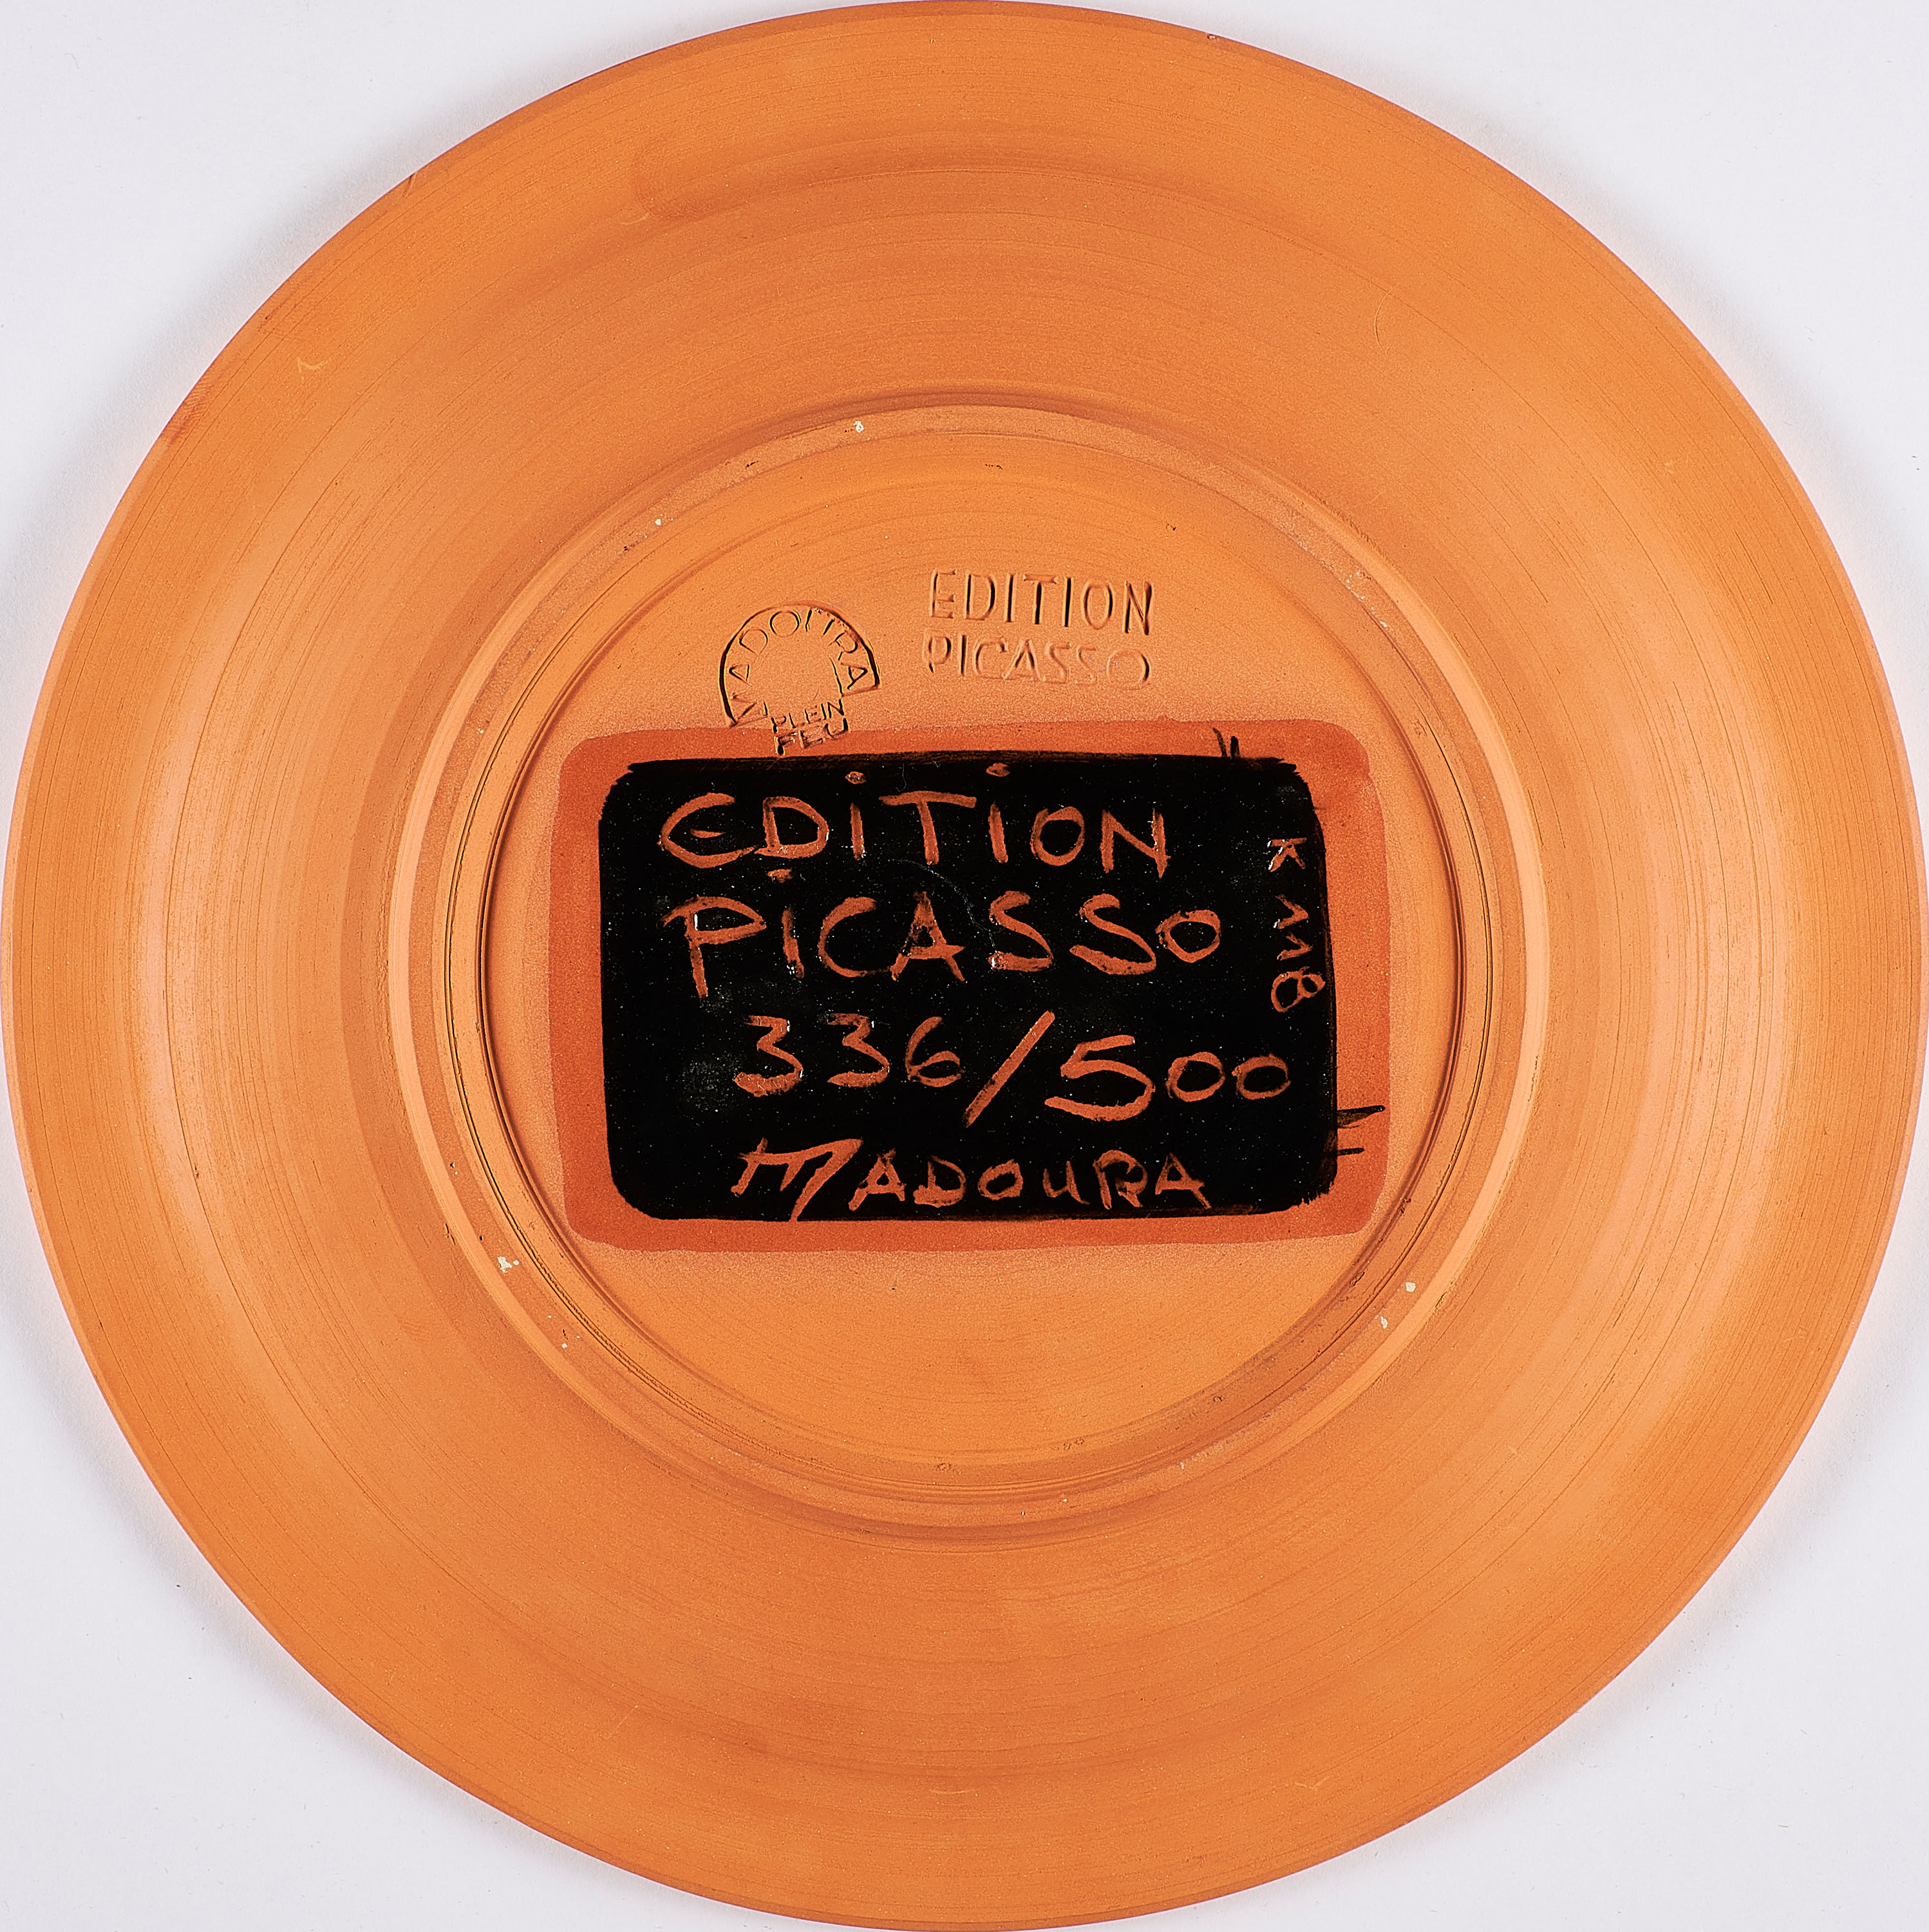 EDITION
PICASSO
MADOURA
PLEIN
FEU
EDiTiON
PiCASSO
336/500
MADOURA
K 118